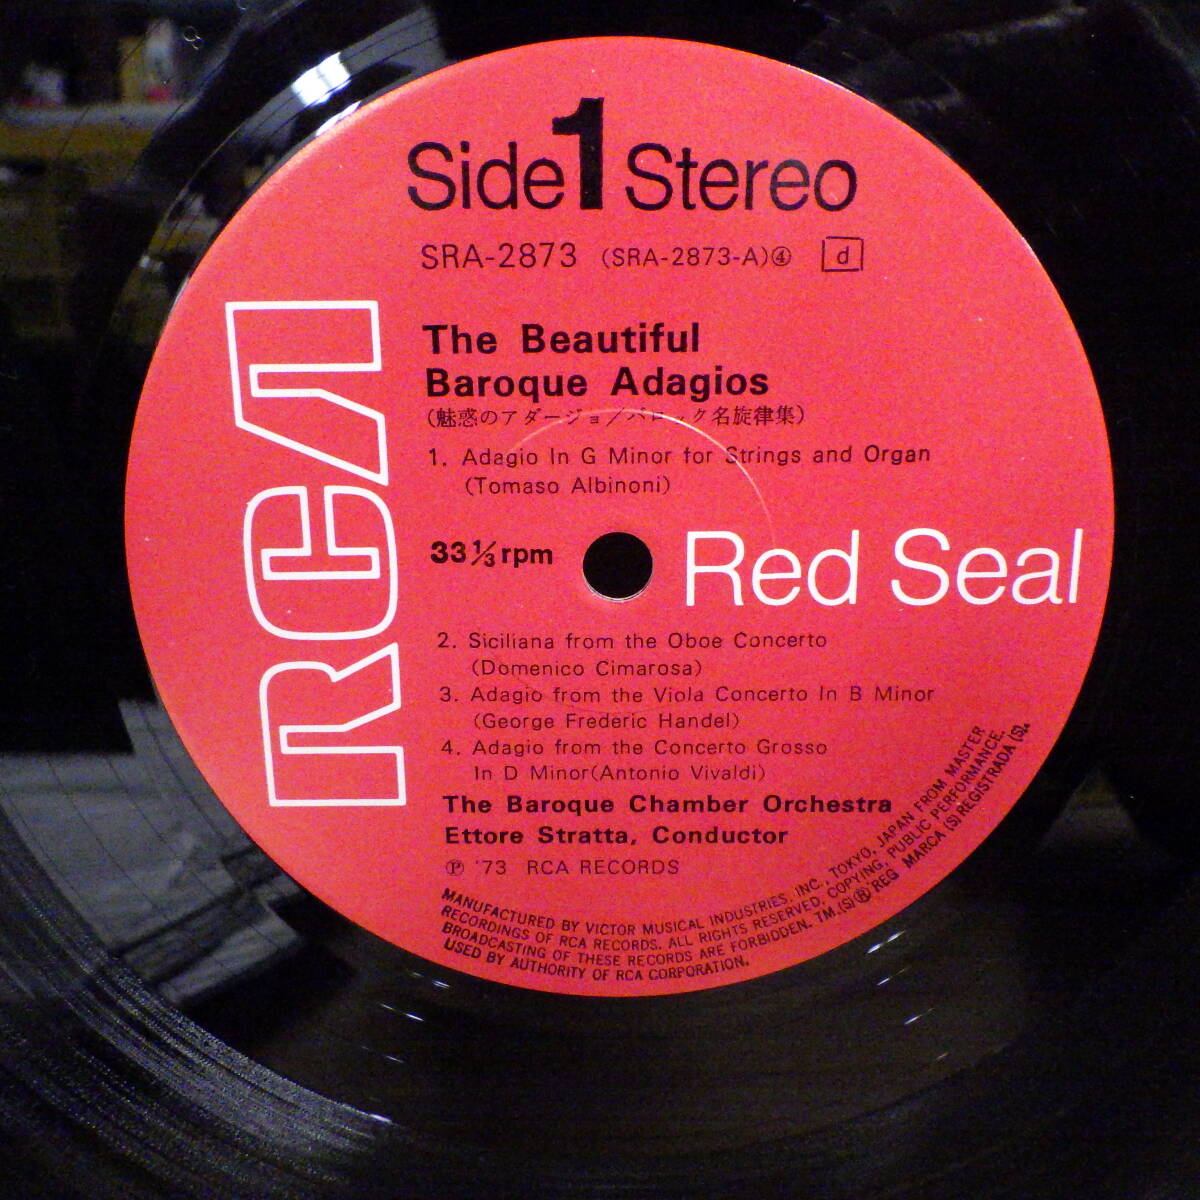 Side 1 Stereo
SRA-2873 (SRA-2873-A)④ d
The Beautiful
Baroque Adagios
(魅惑のアダージョ/バロック名旋律集)
1. Adagio In G Minor for Strings and Organ
(Tomaso Albinoni)
33 1/3 rpm
Red Seal
RCA
2. Siciliana from the Oboe Concerto
(Domenico Cimarosa)
3. Adagio from the Viola Concerto In B Minor
(George Frederic Handel)
4. Adagio from the Concerto Grosso
In D Minor(Antonio Vivaldi)
The Baroque Chamber Orchestra
Ettore Stratta, Conductor
℗ '73 RCA RECORDS
MANUFACTURED BY VICTOR MUSICAL INDUSTRIES, INC., TOKYO, JAPAN FROM MASTER
RECORDINGS OF RCA RECORDS. ALL RIGHTS RESERVED, COPYING, PUBLIC PERFORMANCE,
BROADCASTING OF THESE RECORDS ARE FORBIDDEN. TM.(S)®REG MARCA (S) REGISTRADA (S).
USED BY AUTHORITY OF RCA CORPORATION.